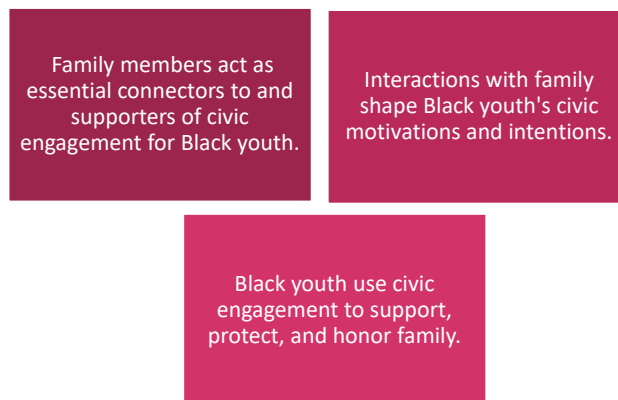 Family members act as
essential connectors to and
supporters of civic
engagement for Black youth.
Interactions with family
shape Black youth's civic
motivations and intentions.
Black youth use civic
engagement to support,
protect, and honor family.